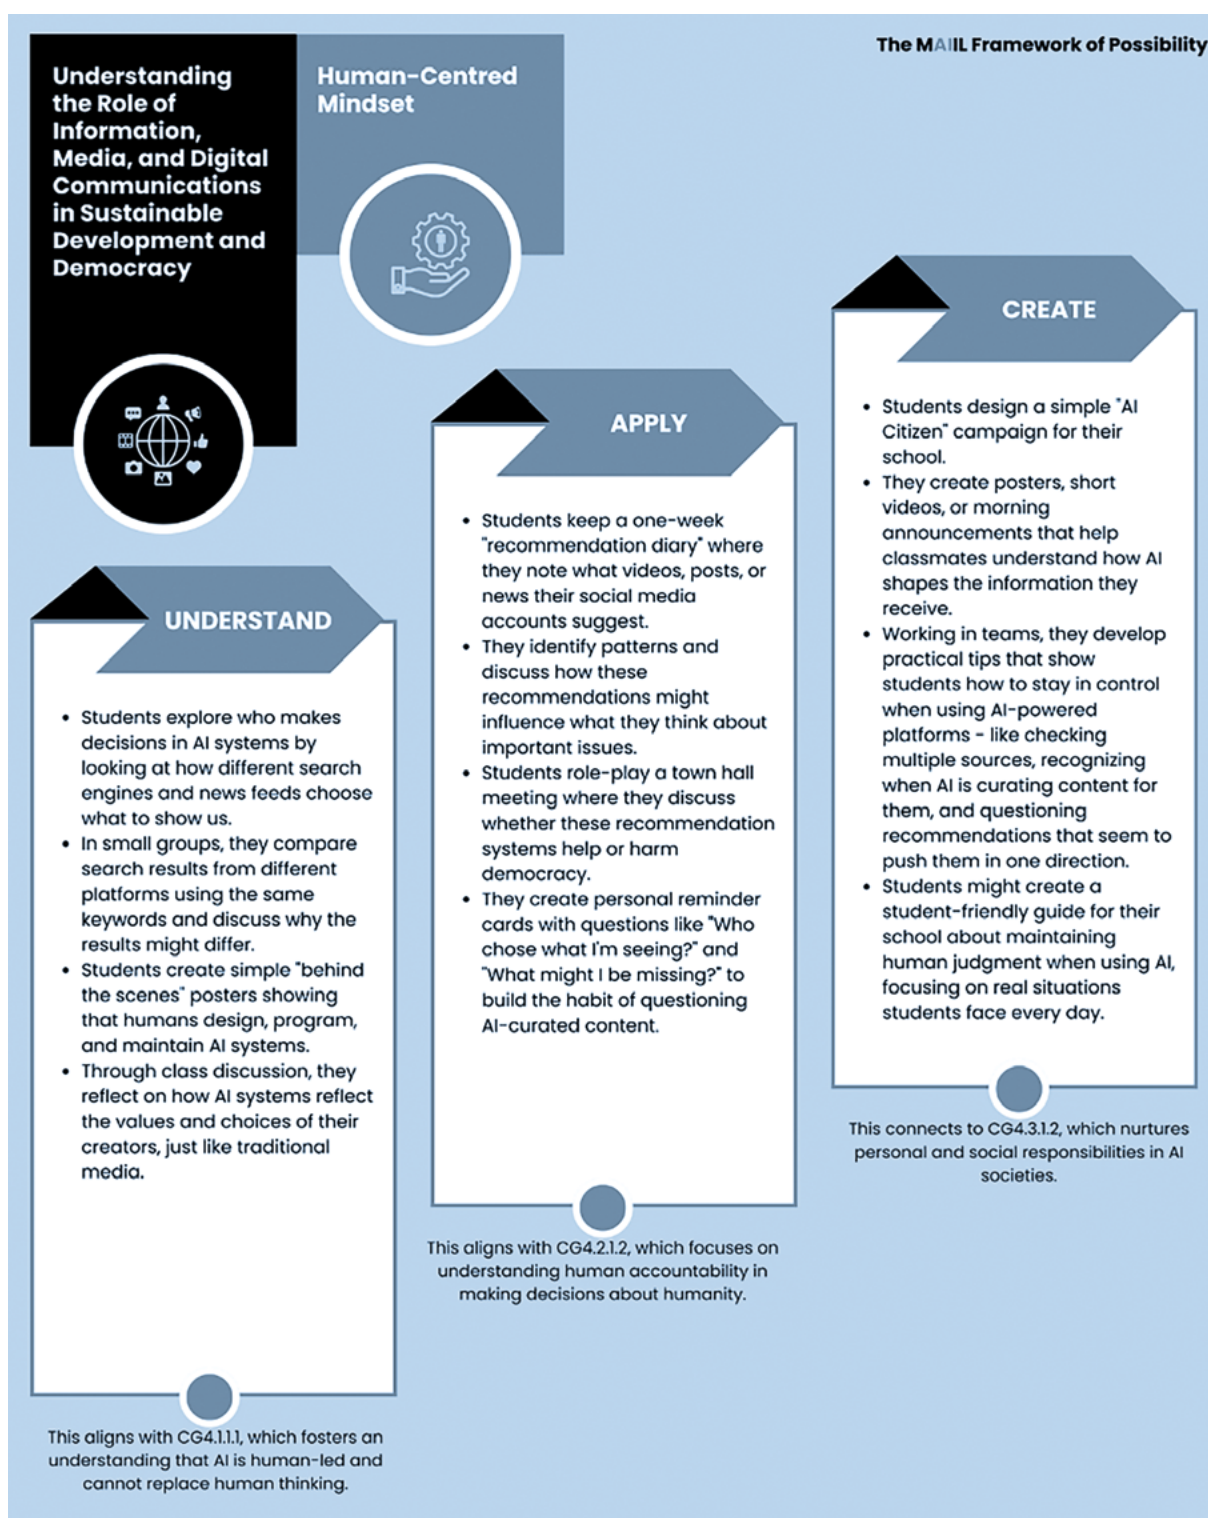 The MAIIL Framework of Possibility
Understanding
the Role of
Information,
Media, and Digital
Communications
in Sustainable
Development and
Democracy
Human-Centred
Mindset
UNDERSTAND
• Students explore who makes
decisions in AI systems by
looking at how different search
engines and news feeds choose
what to show us.
• In small groups, they compare
search results from different
platforms using the same
keywords and discuss why the
results might differ.
• Students create simple "behind
the scenes" posters showing
that humans design, program,
and maintain AI systems.
• Through class discussion, they
reflect on how AI systems reflect
the values and choices of their
creators, just like traditional
media.
This aligns with CG4.1.1.1, which fosters an
understanding that AI is human-led and
cannot replace human thinking.
APPLY
• Students keep a one-week
"recommendation diary" where
they note what videos, posts, or
news their social media
accounts suggest.
• They identify patterns and
discuss how these
recommendations might
influence what they think about
important issues.
• Students role-play a town hall
meeting where they discuss
whether these recommendation
systems help or harm
democracy.
• They create personal reminder
cards with questions like "Who
chose what I'm seeing?" and
"What might I be missing?" to
build the habit of questioning
AI-curated content.
This aligns with CG4.2.1.2, which focuses on
understanding human accountability in
making decisions about humanity.
CREATE
• Students design a simple "AI
Citizen" campaign for their
school.
• They create posters, short
videos, or morning
announcements that help
classmates understand how AI
shapes the information they
receive.
• Working in teams, they develop
practical tips that show
students how to stay in control
when using AI-powered
platforms - like checking
multiple sources, recognizing
when AI is curating content for
them, and questioning
recommendations that seem to
push them in one direction.
• Students might create a
student-friendly guide for their
school about maintaining
human judgment when using AI,
focusing on real situations
students face every day.
This connects to CG4.3.1.2, which nurtures
personal and social responsibilities in AI
societies.